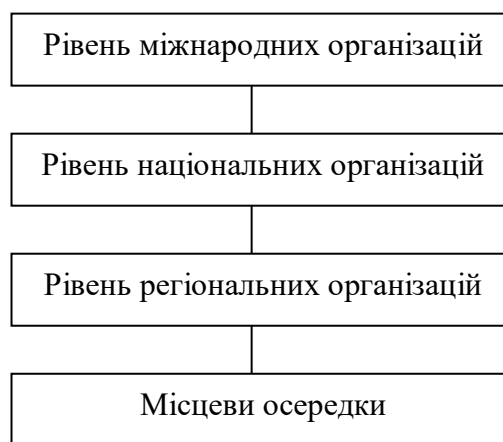 Рівень міжнародних організацій
Рівень національних організацій
Рівень регіональних організацій
Місцеви осередки